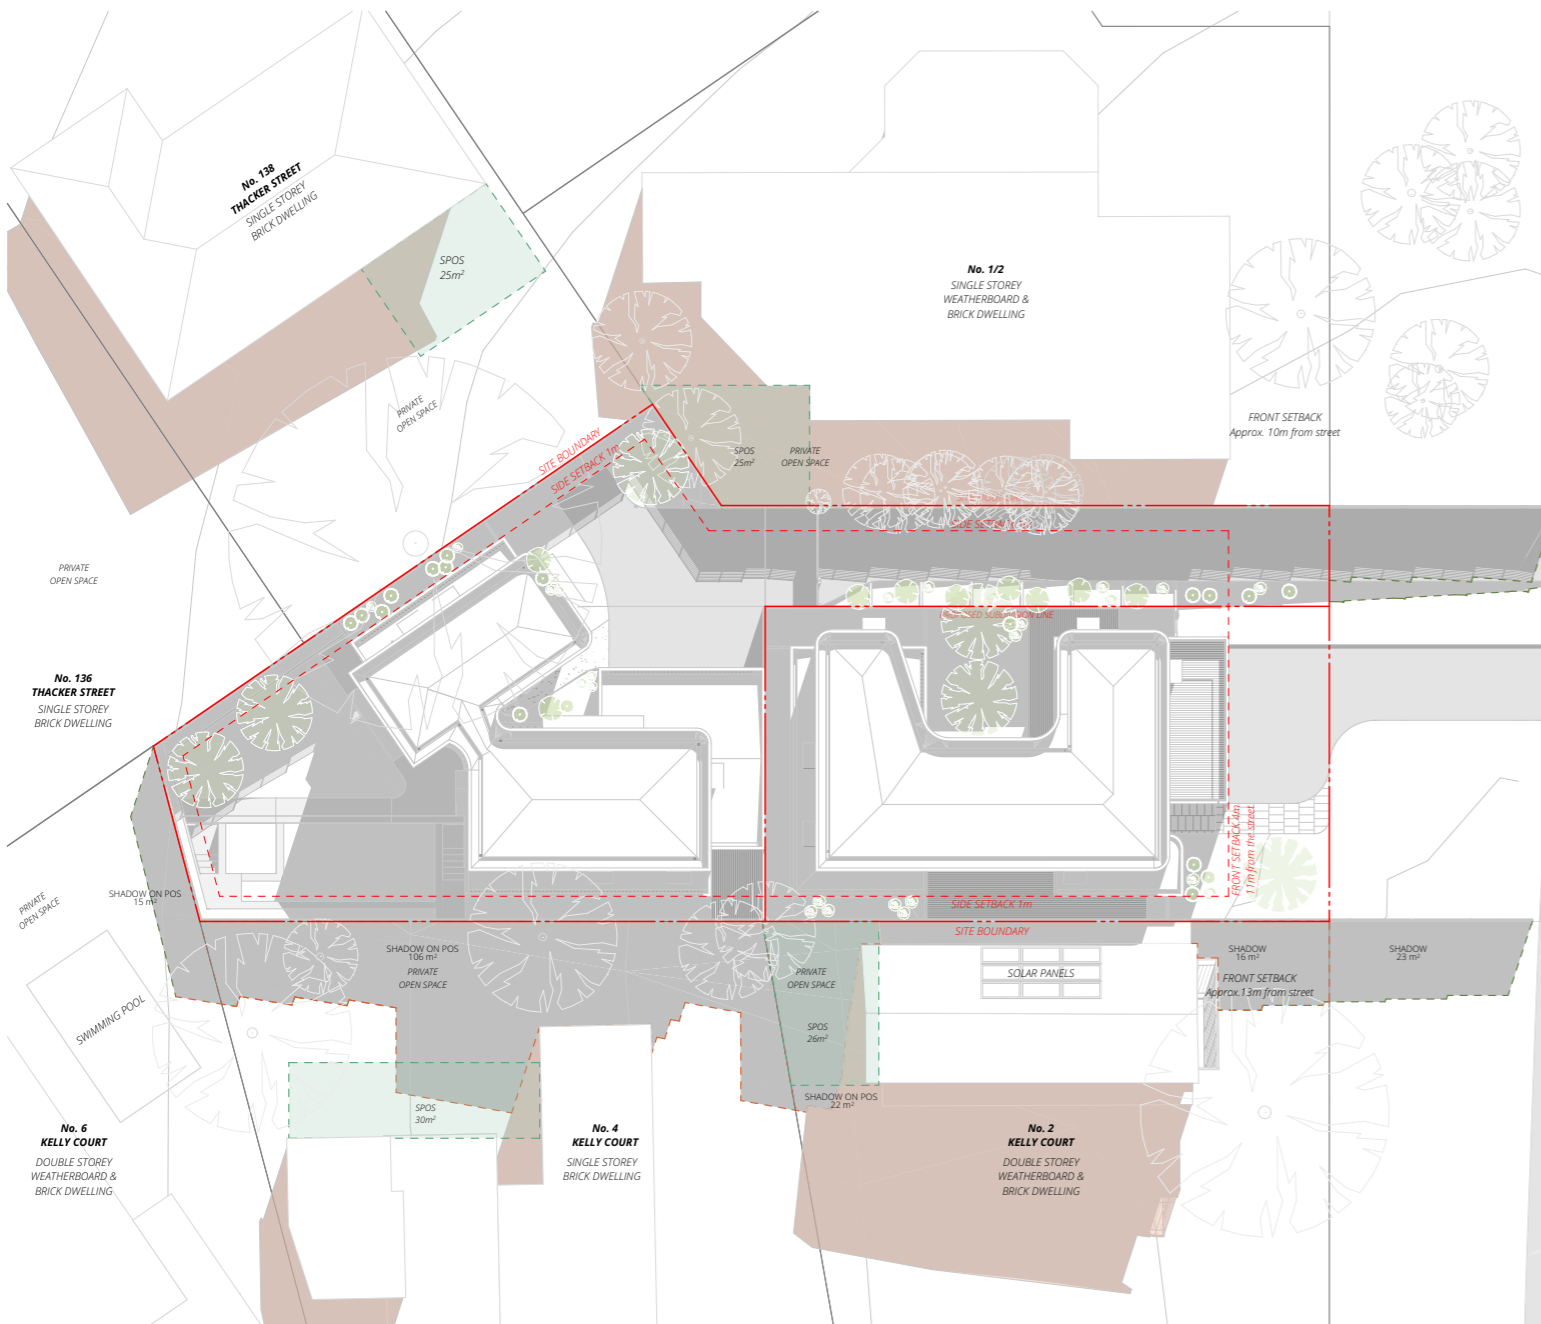 No. 138
THACKER STREET
SINGLE STOREY
BRICK DWELLING
SPOS
25m²
No. 1/2
SINGLE STOREY
WEATHERBOARD &
BRICK DWELLING
PRIVATE
OPEN SPACE
FRONT SETBACK
Approx. 10m from street
SITE BOUNDARY
SIDE SETBACK 1m
SPOS
25m²
PRIVATE
OPEN SPACE
SIDE SETBACK
PRIVATE
OPEN SPACE
PROPOSED SUBDIVISION LINE
No. 136
THACKER STREET
SINGLE STOREY
BRICK DWELLING
FRONT SETBACK 4m
11m from the street
SHADOW ON POS
15 m²
PRIVATE
OPEN SPACE
SIDE SETBACK 1m
SITE BOUNDARY
SHADOW ON POS
106 m²
PRIVATE
OPEN SPACE
PRIVATE
OPEN SPACE
SOLAR PANELS
SHADOW
16 m²
SHADOW
23 m²
FRONT SETBACK
Approx.13m from street
SWIMMING POOL
SPOS
26m²
SHADOW ON POS
22 m²
SPOS
30m²
No. 6
KELLY COURT
DOUBLE STOREY
WEATHERBOARD &
BRICK DWELLING
No. 4
KELLY COURT
SINGLE STOREY
BRICK DWELLING
No. 2
KELLY COURT
DOUBLE STOREY
WEATHERBOARD &
BRICK DWELLING